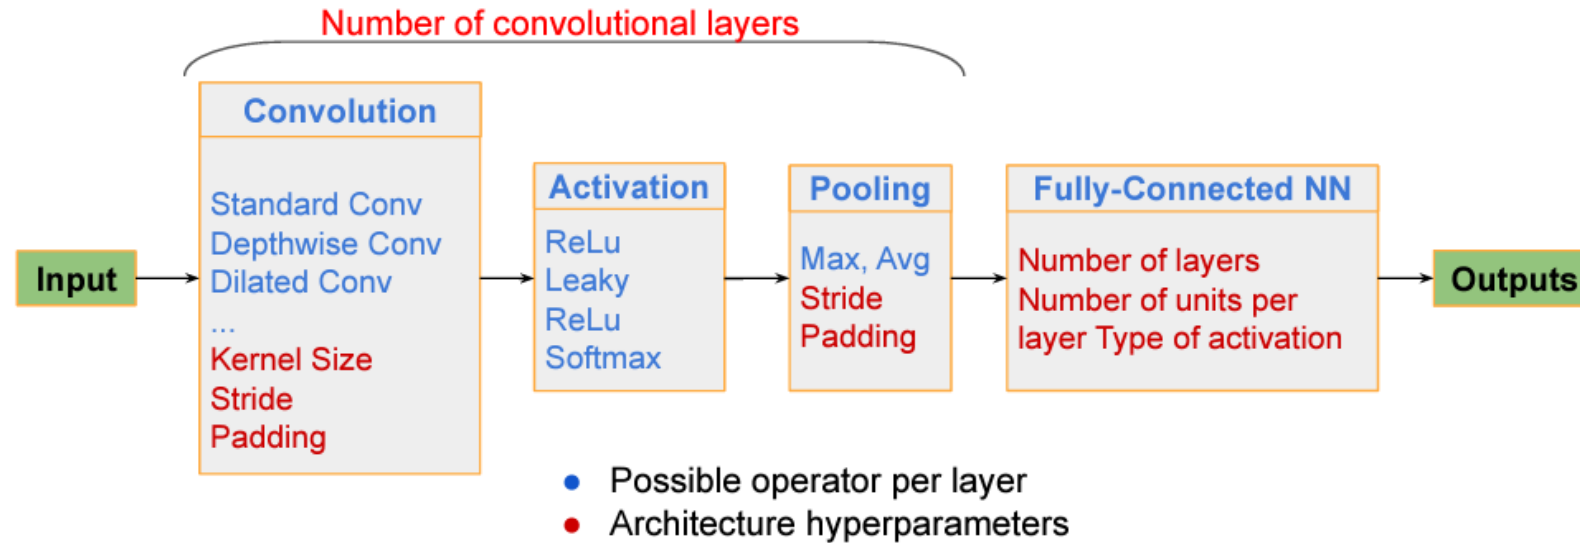 Number of convolutional layers
Input
Convolution
Standard Conv
Depthwise Conv
Dilated Conv
...
Kernel Size
Stride
Padding
Activation
ReLu
Leaky
ReLu
Softmax
Pooling
Max, Avg
Stride
Padding
Fully-Connected NN
Number of layers
Number of units per
layer Type of activation
Outputs
Possible operator per layer
Architecture hyperparameters